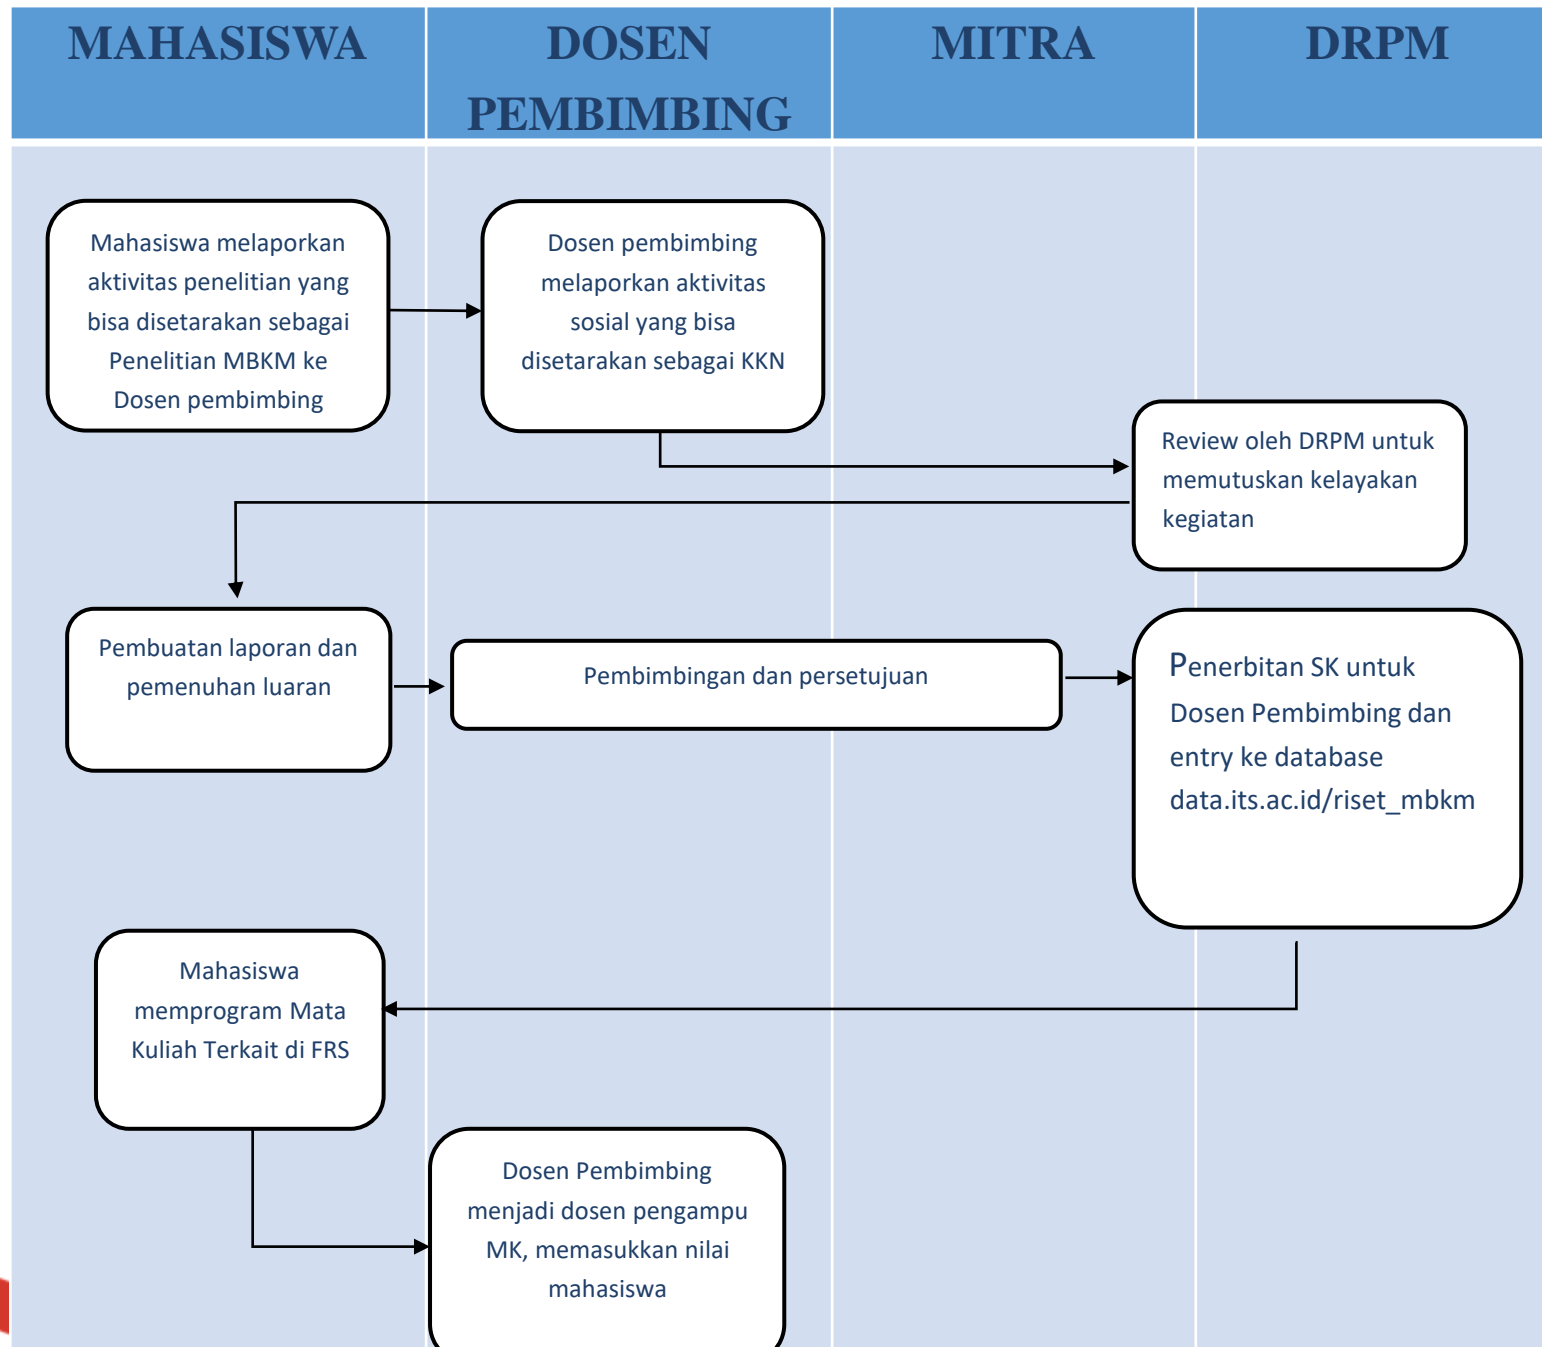 MAHASISWA
DOSEN
PEMBIMBING
MITRA
DRPM
Mahasiswa melaporkan
aktivitas penelitian yang
bisa disetarakan sebagai
Penelitian MBKM ke
Dosen pembimbing
Dosen pembimbing
melaporkan aktivitas
sosial yang bisa
disetarakan sebagai KKN
Review oleh DRPM untuk
memutuskan kelayakan
kegiatan
Pembuatan laporan dan
pemenuhan luaran
Pembimbingan dan persetujuan
Penerbitan SK untuk
Dosen Pembimbing dan
entry ke database
data.its.ac.id/riset_mbkm
Mahasiswa
memprogram Mata
Kuliah Terkait di FRS
Dosen Pembimbing
menjadi dosen pengampu
MK, memasukkan nilai
mahasiswa